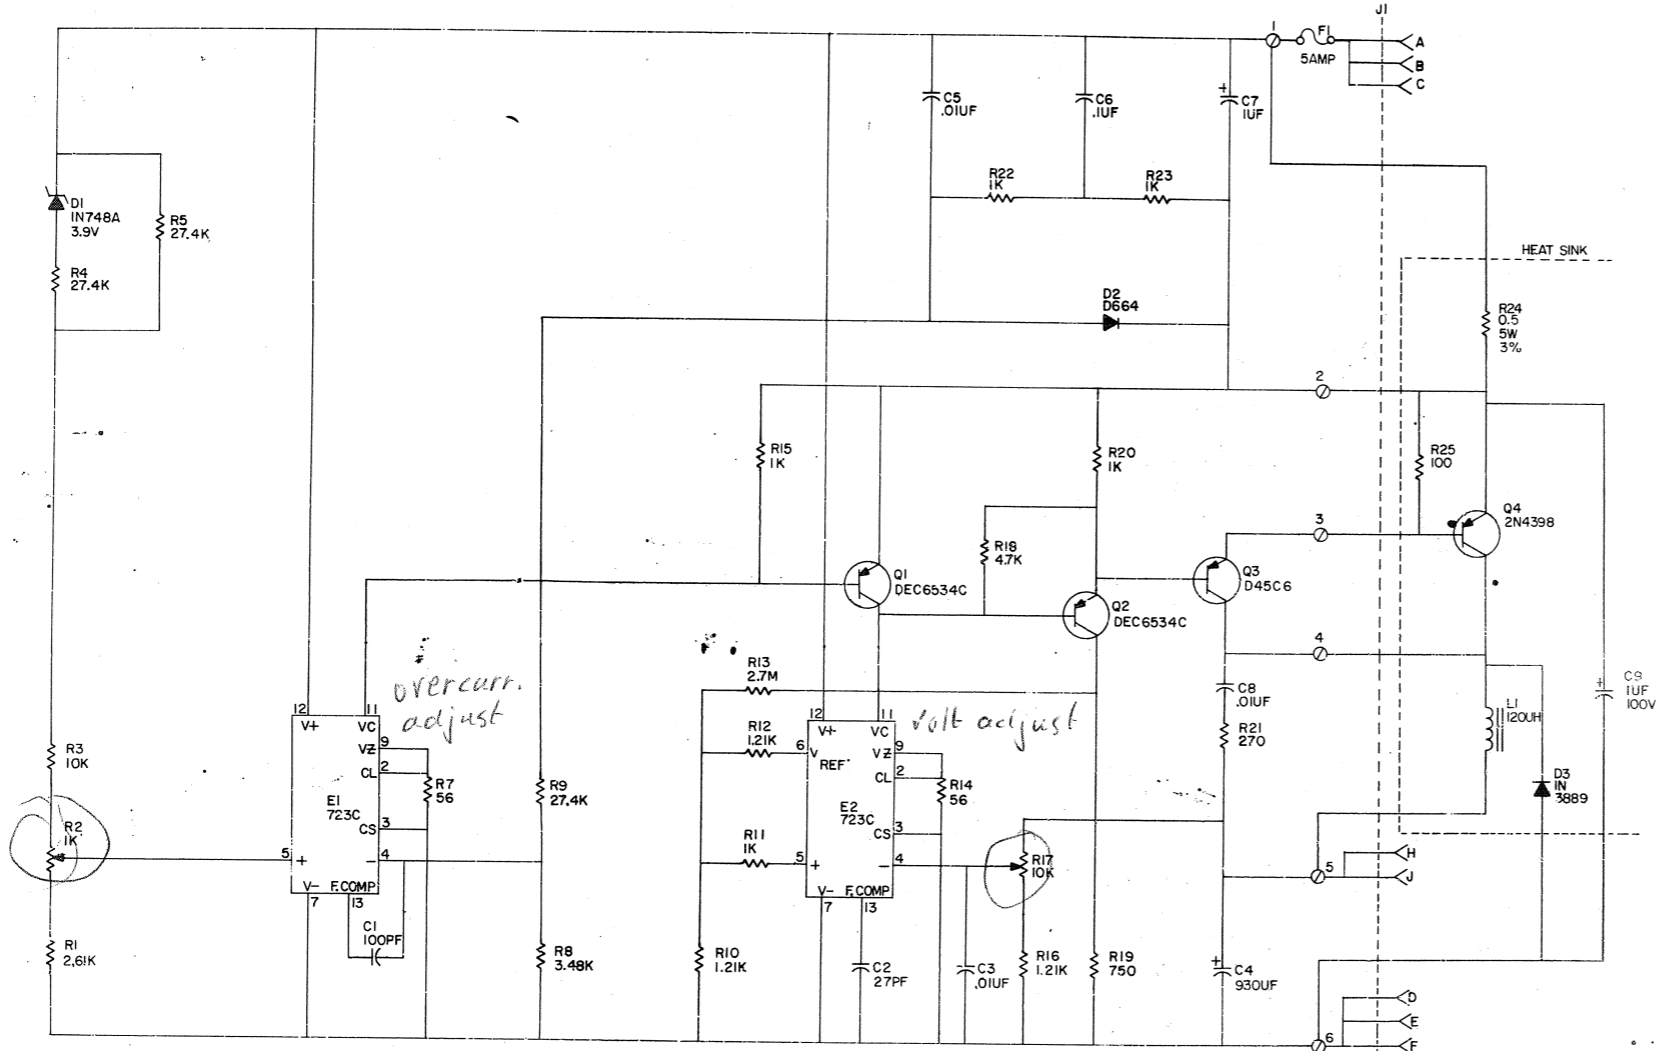 J1
1
F1
5AMP
A
B
C
C5
.01UF
C6
.1UF
+
C7
1UF
R22
1K
R23
1K
D1
1N748A
3.9V
R5
27.4K
R4
27.4K
HEAT SINK
D2
D664
R24
0.5
5W
3%
2
R15
1K
R20
1K
R25
100
3
Q4
2N4398
R18
4.7K
Q1
DEC6534C
Q3
D45C6
Q2
DEC6534C
4
overcurr.
adjust
R13
2.7M
C8
.01UF
R21
270
L1
120UH
+
C9
1UF
100V
12
11
V+
VC
VZ
9
CL
2
R7
56
E1
723C
CS
3
5
+
-
4
V-
F.COMP
7
13
12
11
V+
VC
volt adjust
R12
1.21K
6
V
REF
VZ
9
CL
2
R14
56
E2
723C
CS
3
R11
1K
5
+
-
4
V-
F.COMP
7
13
R3
10K
R2
1K
R9
27.4K
R17
10K
D3
1N
3889
5
H
J
C1
100PF
R1
2.61K
R8
3.48K
R10
1.21K
C2
27PF
C3
.01UF
R16
1.21K
R19
750
+
C4
930UF
6
D
E
F